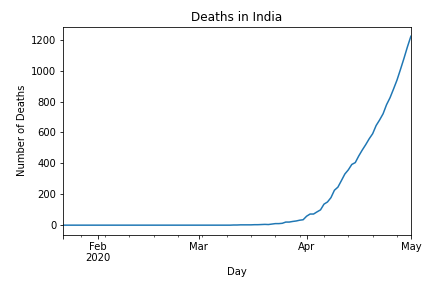 Deaths in India
1200
1000
800
600
400
200
0
Number of Deaths
Feb
2020
Mar
Apr
May
Day